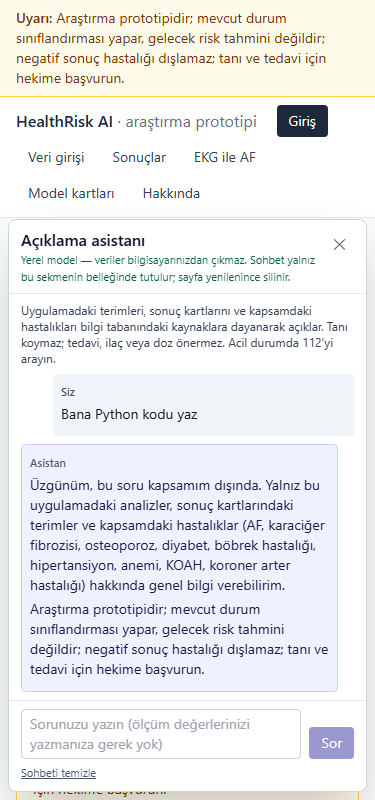 Uyarı: Araştırma prototipidir; mevcut durum
sınıflandırması yapar, gelecek risk tahmini değildir;
negatif sonuç hastalığı dışlamaz; tanı ve tedavi için
hekime başvurun.
HealthRisk AI · araştırma prototipi
Giriş
Veri girişi Sonuçlar EKG ile AF
Model kartları Hakkında
Açıklama asistanı
Yerel model — veriler bilgisayarınızdan çıkmaz. Sohbet yalnız
bu sekmenin belleğinde tutulur; sayfa yenilenince silinir.
Uygulamadaki terimleri, sonuç kartlarını ve kapsamdaki
hastalıkları bilgi tabanındaki kaynaklara dayanarak açıklar. Tanı
koymaz; tedavi, ilaç veya doz önermez. Acil durumda 112'yi
arayın.
Siz
Bana Python kodu yaz
Asistan
Üzgünüm, bu soru kapsamım dışında. Yalnız bu
uygulamadaki analizler, sonuç kartlarındaki
terimler ve kapsamdaki hastalıklar (AF, karaciğer
fibrozisi, osteoporoz, diyabet, böbrek hastalığı,
hipertansiyon, anemi, KOAH, koroner arter
hastalığı) hakkında genel bilgi verebilirim.
Araştırma prototipidir; mevcut durum
sınıflandırması yapar, gelecek risk tahmini
değildir; negatif sonuç hastalığı dışlamaz; tanı ve
tedavi için hekime başvurun.
Sorunuzu yazın (ölçüm değerlerinizi
yazmanıza gerek yok)
Sor
Sohbeti temizle
için hekime başvurun.